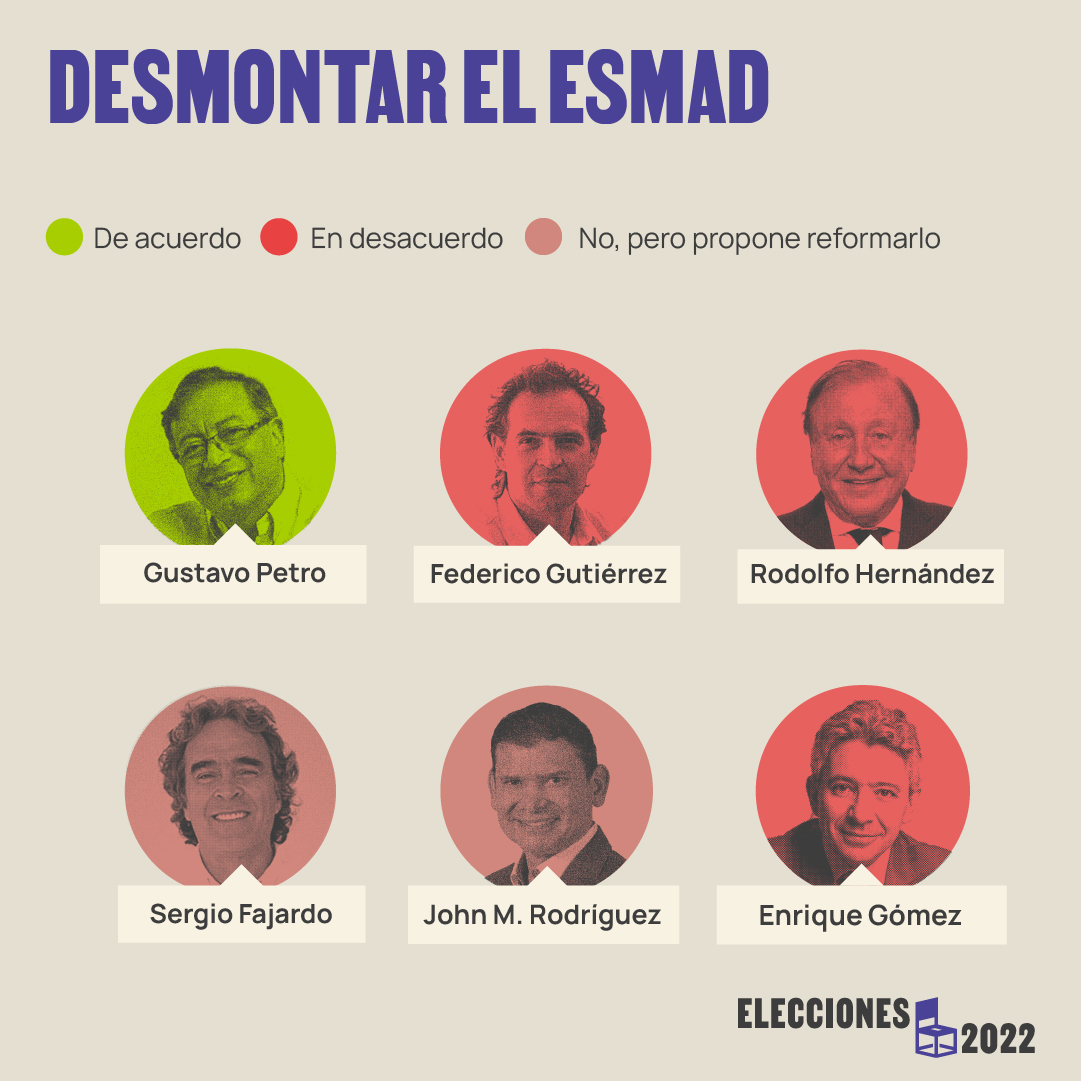 DESMONTAR EL ESMAD
De acuerdo En desacuerdo No, pero propone reformarlo
Gustavo Petro Federico Gutiérrez Rodolfo Hernández
Sergio Fajardo John M. Rodríguez Enrique Gómez
ELECCIONES
2022